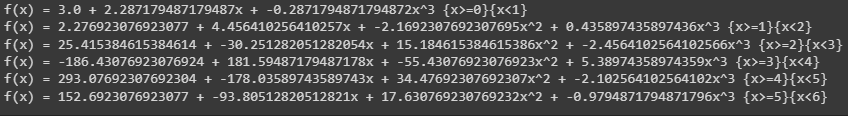 f(x) = 3.0 + 2.287179487179487x + -0.2871794871794872x^3 {x>=0}{x<1}
f(x) = 2.276923076923077 + 4.456410256410257x + -2.1692307692307695x^2 + 0.435897435897436x^3 {x>=1}{x<2}
f(x) = 25.415384615384614 + -30.251282051282054x + 15.184615384615386x^2 + -2.4564102564102566x^3 {x>=2}{x<3}
f(x) = -186.43076923076924 + 181.59487179487178x + -55.43076923076923x^2 + 5.38974358974359x^3 {x>=3}{x<4}
f(x) = 293.07692307692304 + -178.03589743589743x + 34.47692307692307x^2 + -2.102564102564102x^3 {x>=4}{x<5}
f(x) = 152.6923076923077 + -93.80512820512821x + 17.630769230769232x^2 + -0.9794871794871796x^3 {x>=5}{x<6}